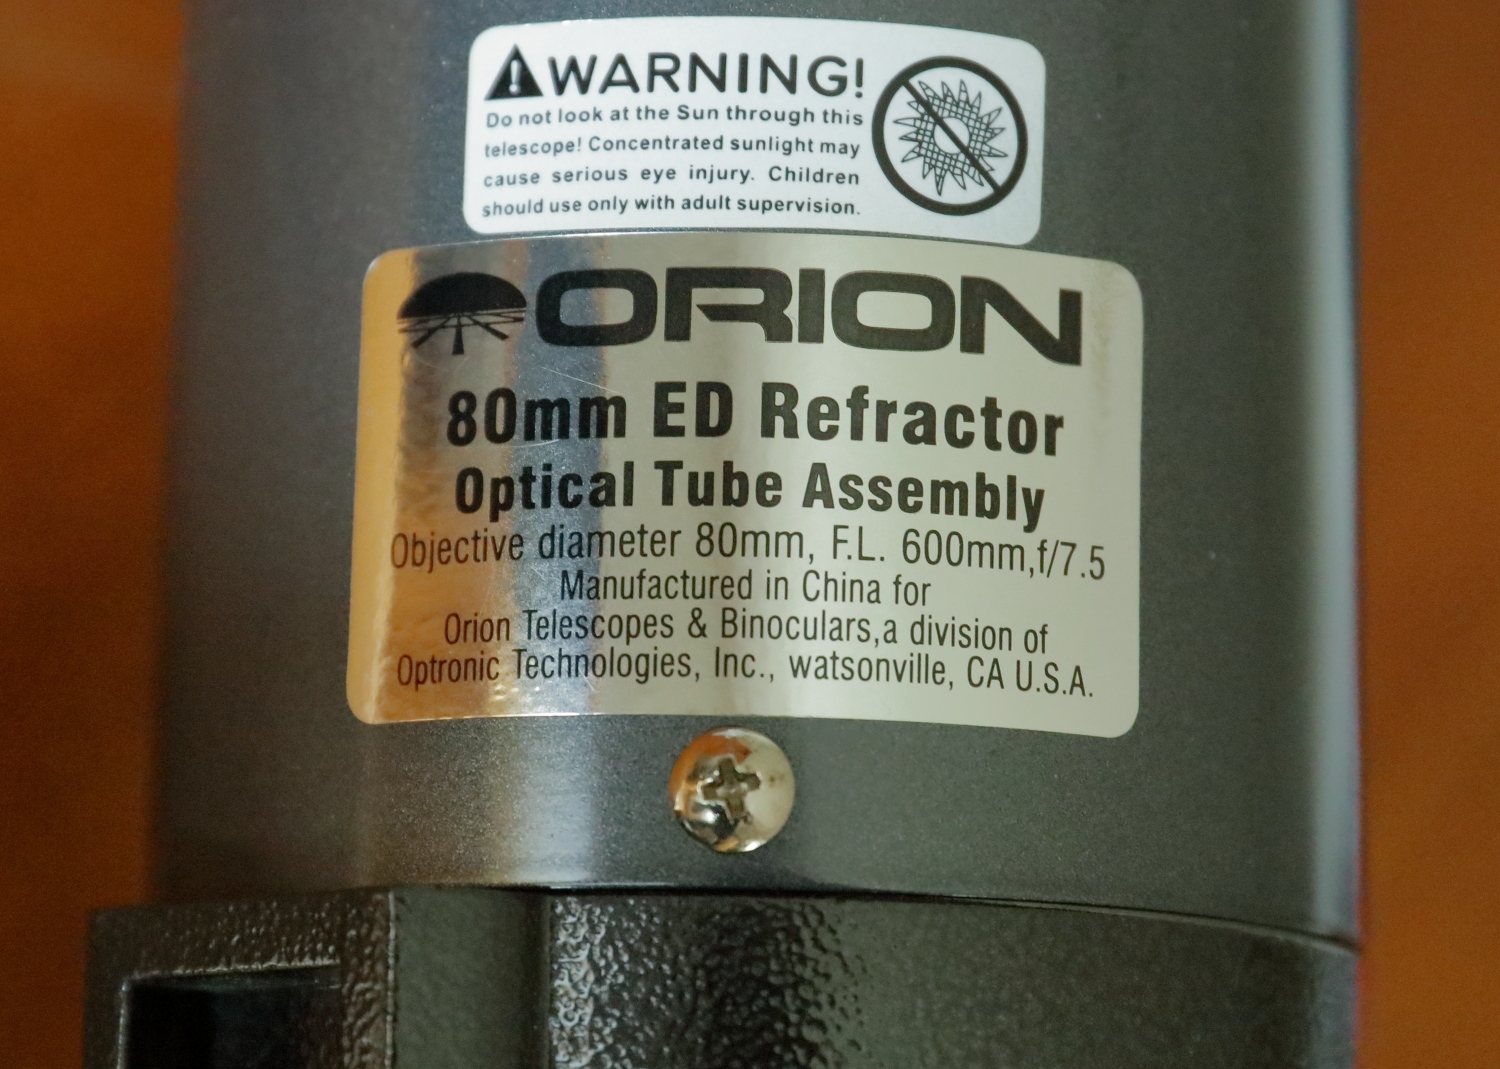 WARNING!
Do not look at the Sun through this
telescope! Concentrated sunlight may
cause serious eye injury. Children
should use only with adult supervision.
ORION
80mm ED Refractor
Optical Tube Assembly
Objective diameter 80mm, F.L. 600mm,f/7.5
Manufactured in China for
Orion Telescopes & Binoculars,a division of
Optronic Technologies, Inc., watsonville, CA U.S.A.